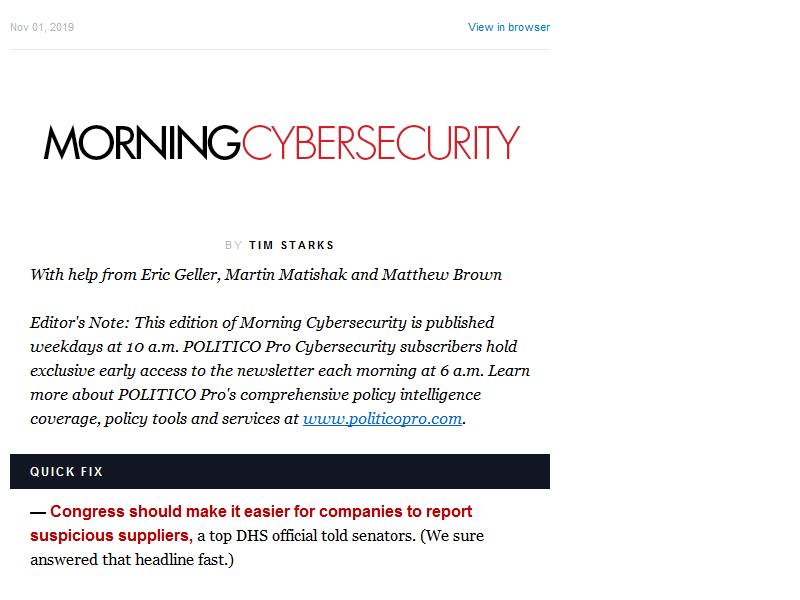 Nov 01, 2019
View in browser
MORNINGCYBERSECURITY
BY TIM STARKS
With help from Eric Geller, Martin Matishak and Matthew Brown
Editor's Note: This edition of Morning Cybersecurity is published
weekdays at 10 a.m. POLITICO Pro Cybersecurity subscribers hold
exclusive early access to the newsletter each morning at 6 a.m. Learn
more about POLITICO Pro's comprehensive policy intelligence
coverage, policy tools and services at www.politicopro.com.
QUICK FIX
— Congress should make it easier for companies to report
suspicious suppliers, a top DHS official told senators. (We sure
answered that headline fast.)